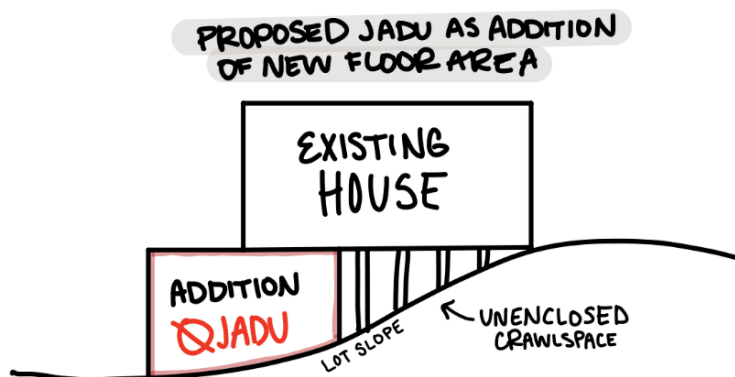 PROPOSED JADU AS ADDITION
OF NEW FLOOR AREA
EXISTING
HOUSE
ADDITION
JADU
LOT SLOPE
UNENCLOSED
CRAWLSPACE